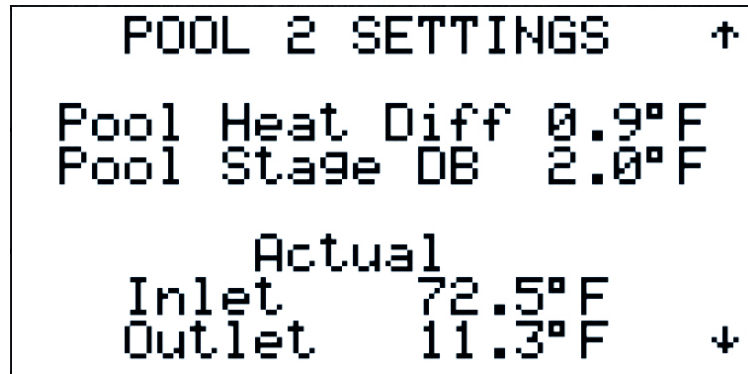 POOL 2 SETTINGS ↑
Pool Heat Diff 0.9°F
Pool Stage DB 2.0°F
Actual
Inlet 72.5°F
Outlet 11.3°F ↓